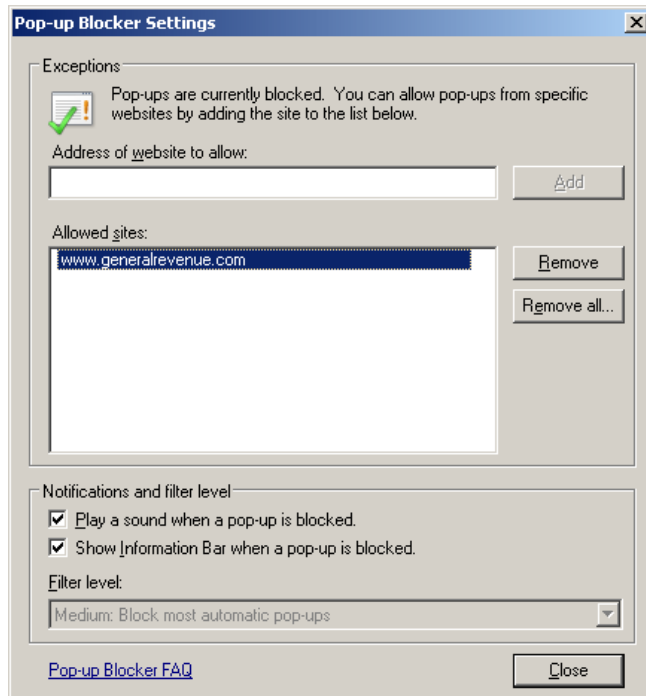 Pop-up Blocker Settings
Exceptions
Pop-ups are currently blocked. You can allow pop-ups from specific
websites by adding the site to the list below.
Address of website to allow:
Add
Allowed sites:
www.generalrevenue.com
Remove
Remove all...
Notifications and filter level
Play a sound when a pop-up is blocked.
Show Information Bar when a pop-up is blocked.
Filter level:
Medium: Block most automatic pop-ups
Pop-up Blocker FAQ
Close